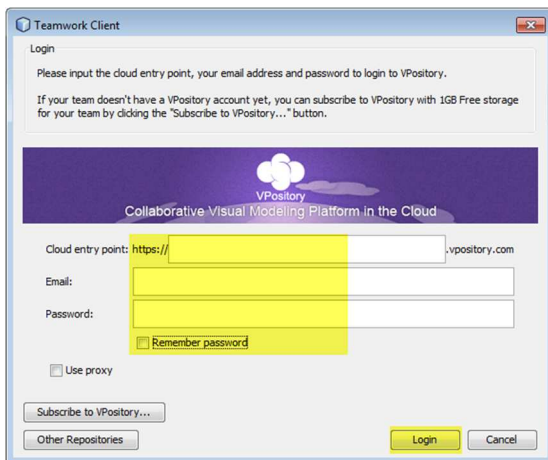 Teamwork Client
Login
Please input the cloud entry point, your email address and password to login to VPository.
If your team doesn't have a VPository account yet, you can subscribe to VPository with 1GB Free storage
for your team by clicking the "Subscribe to VPository..." button.
VPository
Collaborative Visual Modeling Platform in the Cloud
Cloud entry point: https:// .vpository.com
Email:
Password:
Remember password
Use proxy
Subscribe to VPository...
Other Repositories Login Cancel